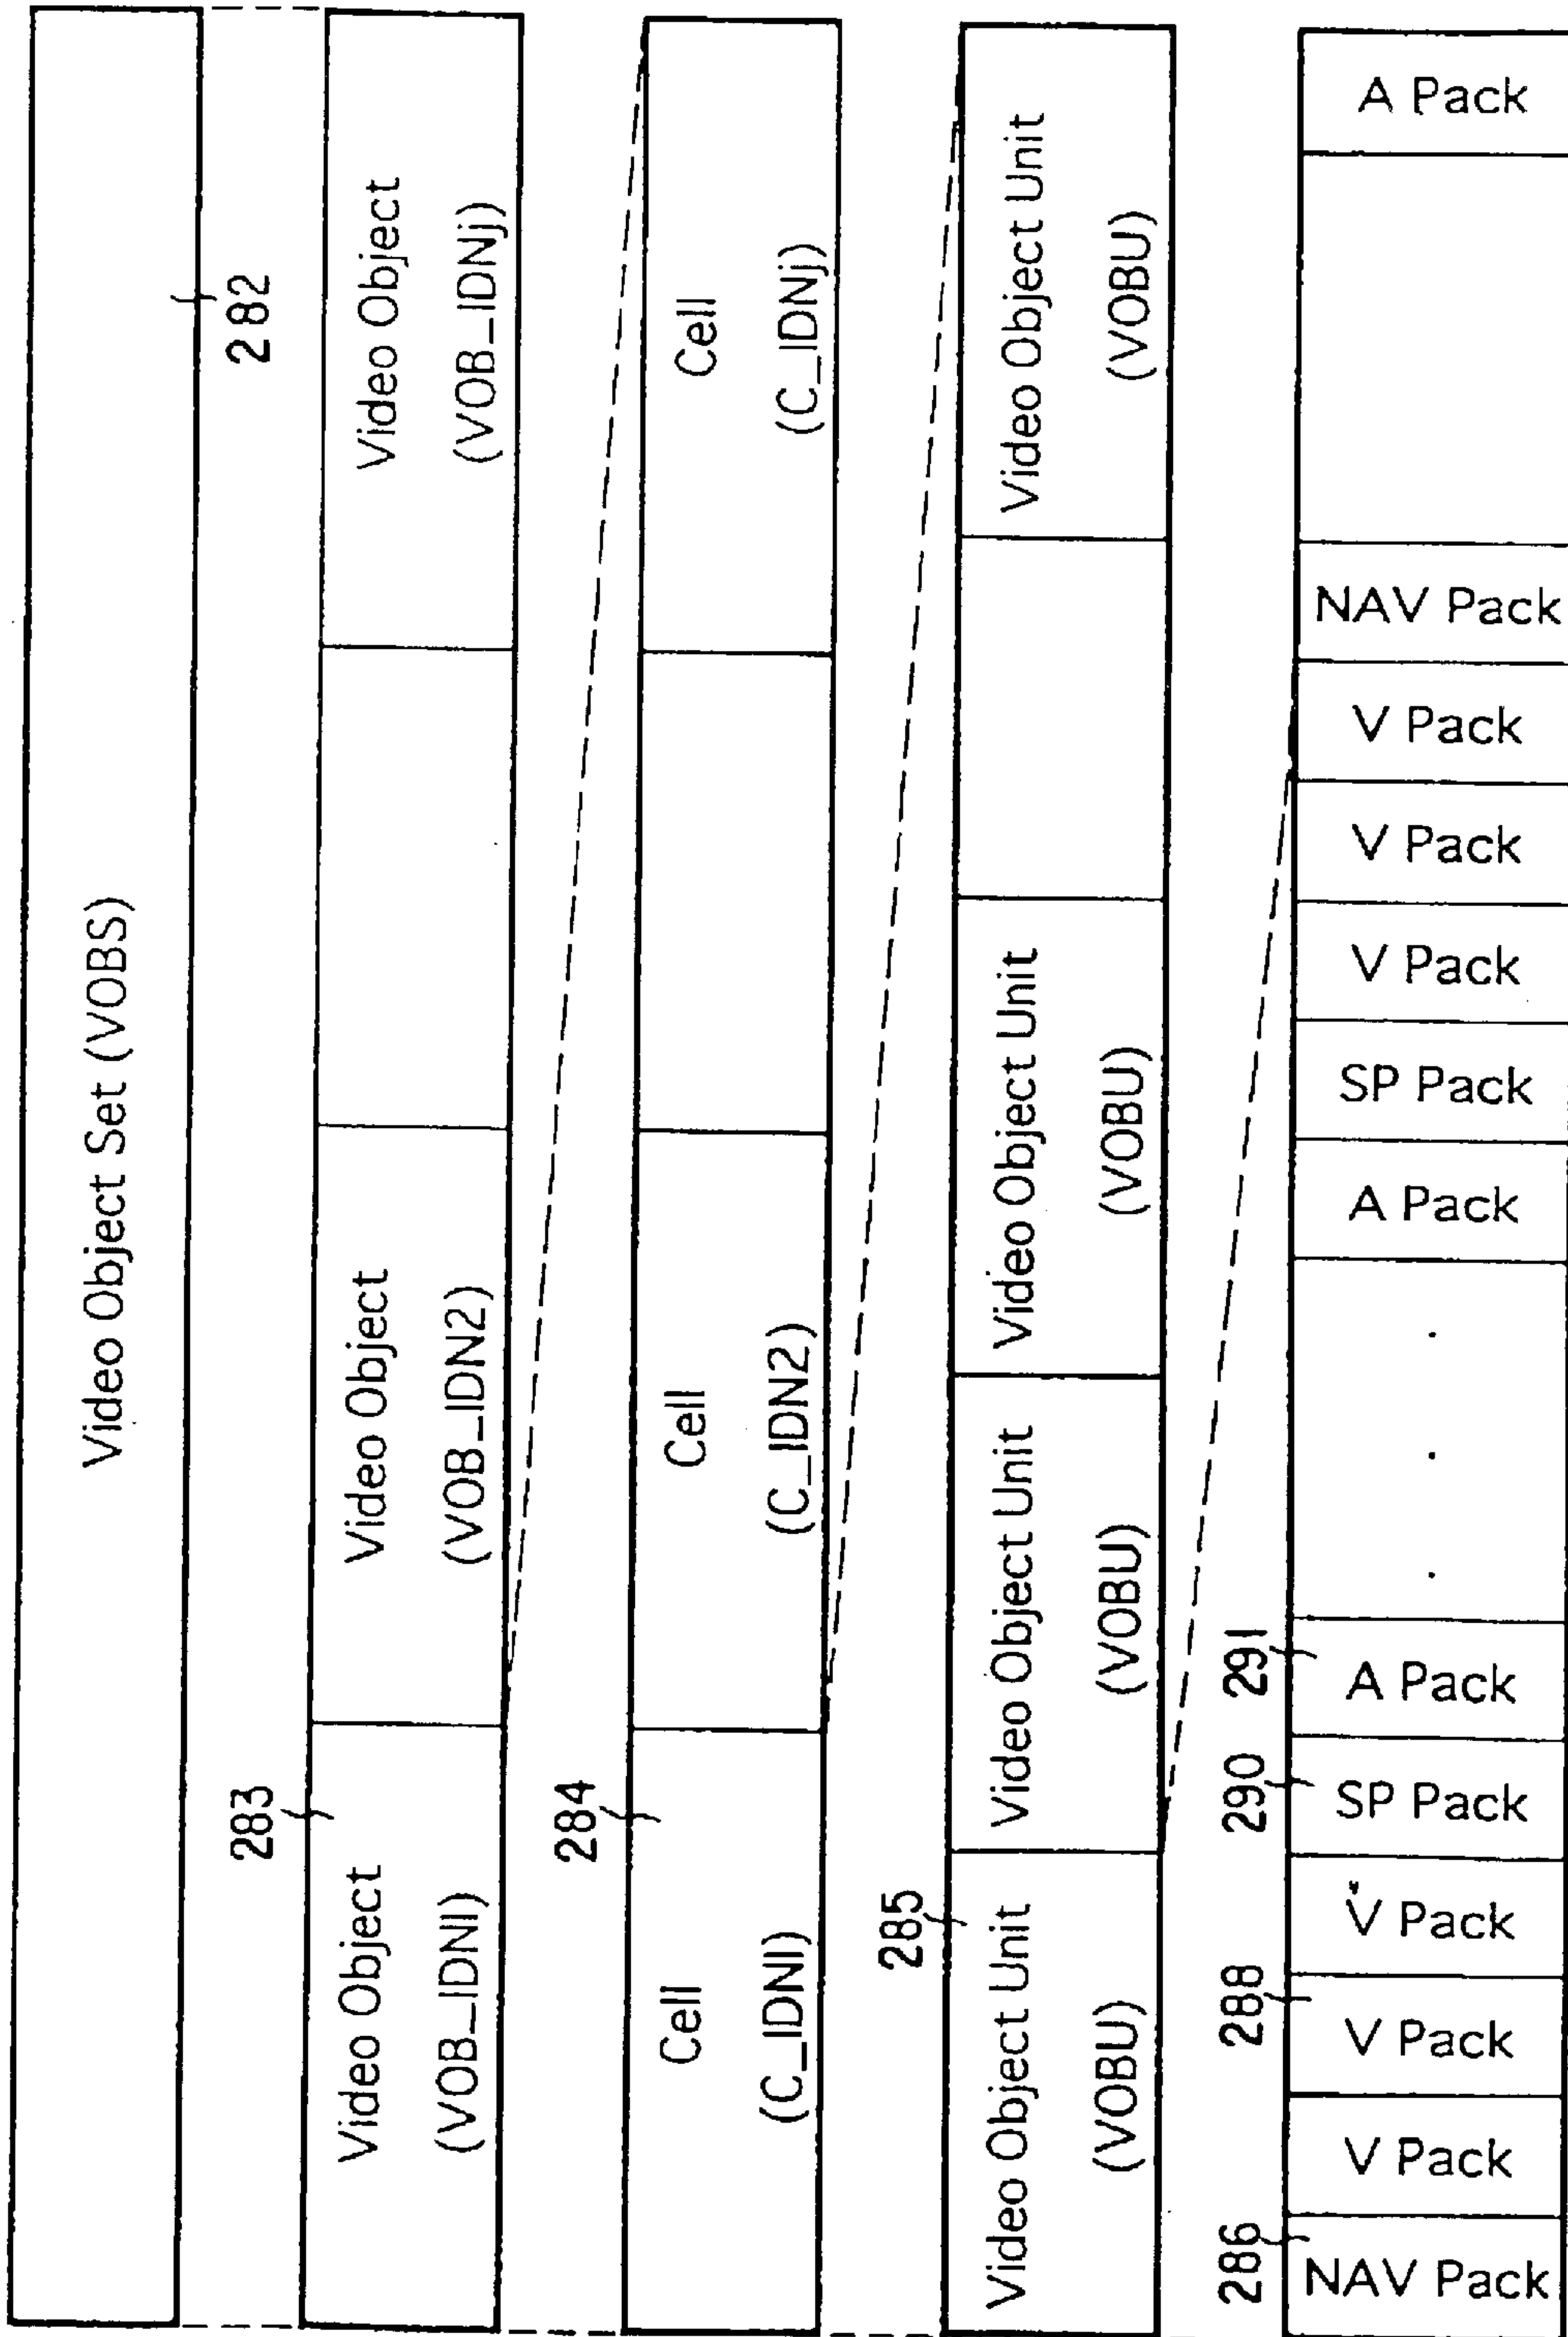 Video Object Set (VOBS)
282
283
Video Object
(VOB_IDN1)
Video Object
(VOB_IDN2)
Video Object
(VOB_IDNj)
284
Cell
(C_IDN1)
Cell
(C_IDN2)
Cell
(C_IDNj)
285
Video Object Unit
(VOBU)
Video Object Unit
(VOBU)
Video Object Unit
(VOBU)
Video Object Unit
(VOBU)
286
288
290
291
NAV Pack
V Pack
V Pack
V Pack
SP Pack
A Pack
. . .
A Pack
SP Pack
V Pack
V Pack
V Pack
NAV Pack
A Pack